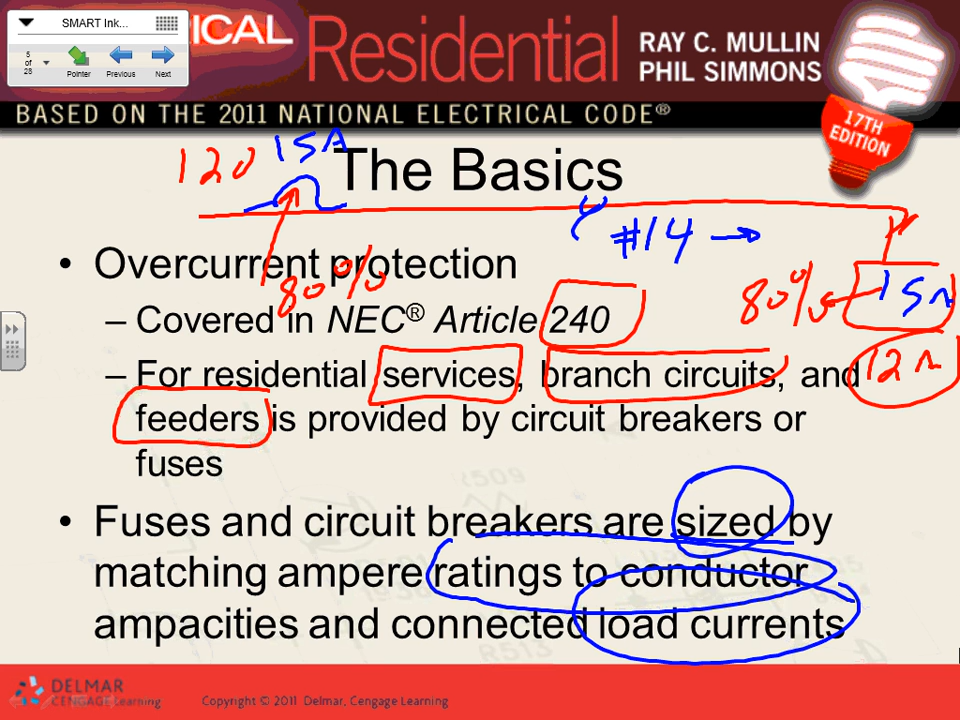 SMART Ink...
5
of
28
Pointer Previous Next
ICAL Residential
RAY C. MULLIN
PHIL SIMMONS
BASED ON THE 2011 NATIONAL ELECTRICAL CODE®
17TH
EDITION
120 15A The Basics
#14
• Overcurrent protection
80%
80% 15A
– Covered in NEC® Article 240
12A
– For residential services, branch circuits, and
feeders is provided by circuit breakers or
fuses
• Fuses and circuit breakers are sized by
matching ampere ratings to conductor
ampacities and connected load currents
DELMAR
CENGAGE Learning
Copyright © 2011 Delmar, Cengage Learning